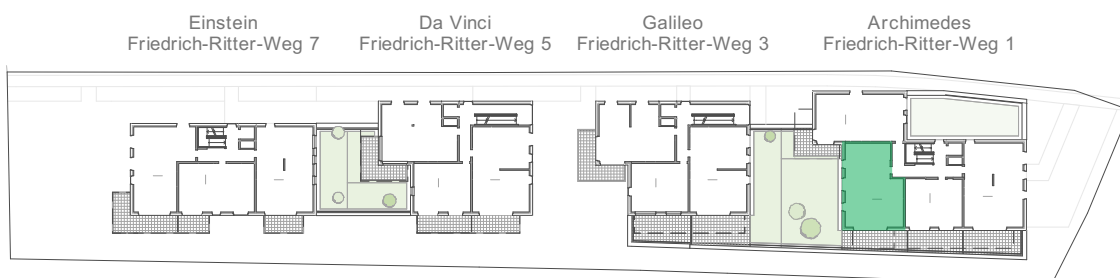 Einstein
Friedrich-Ritter-Weg 7
Da Vinci
Friedrich-Ritter-Weg 5
Galileo
Friedrich-Ritter-Weg 3
Archimedes
Friedrich-Ritter-Weg 1